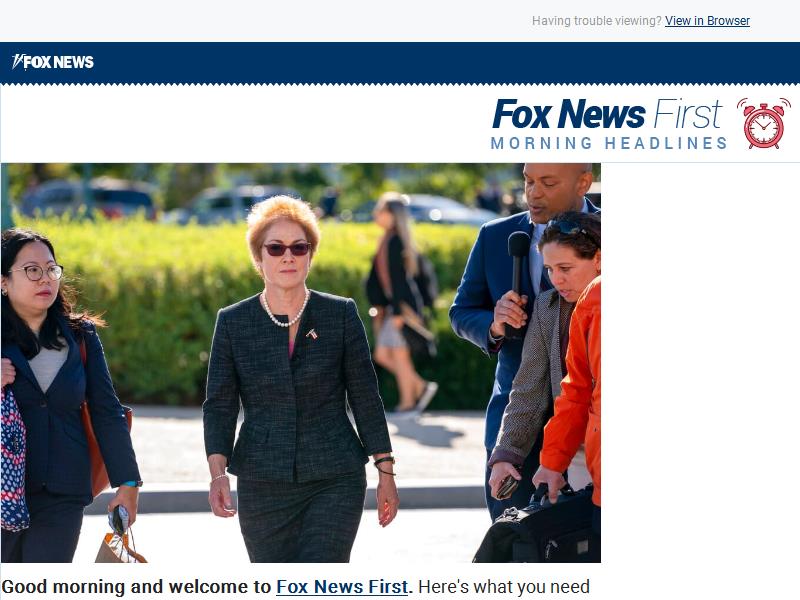 Having trouble viewing? View in Browser
FOX NEWS
Fox News First
MORNING HEADLINES
Good morning and welcome to Fox News First. Here's what you need